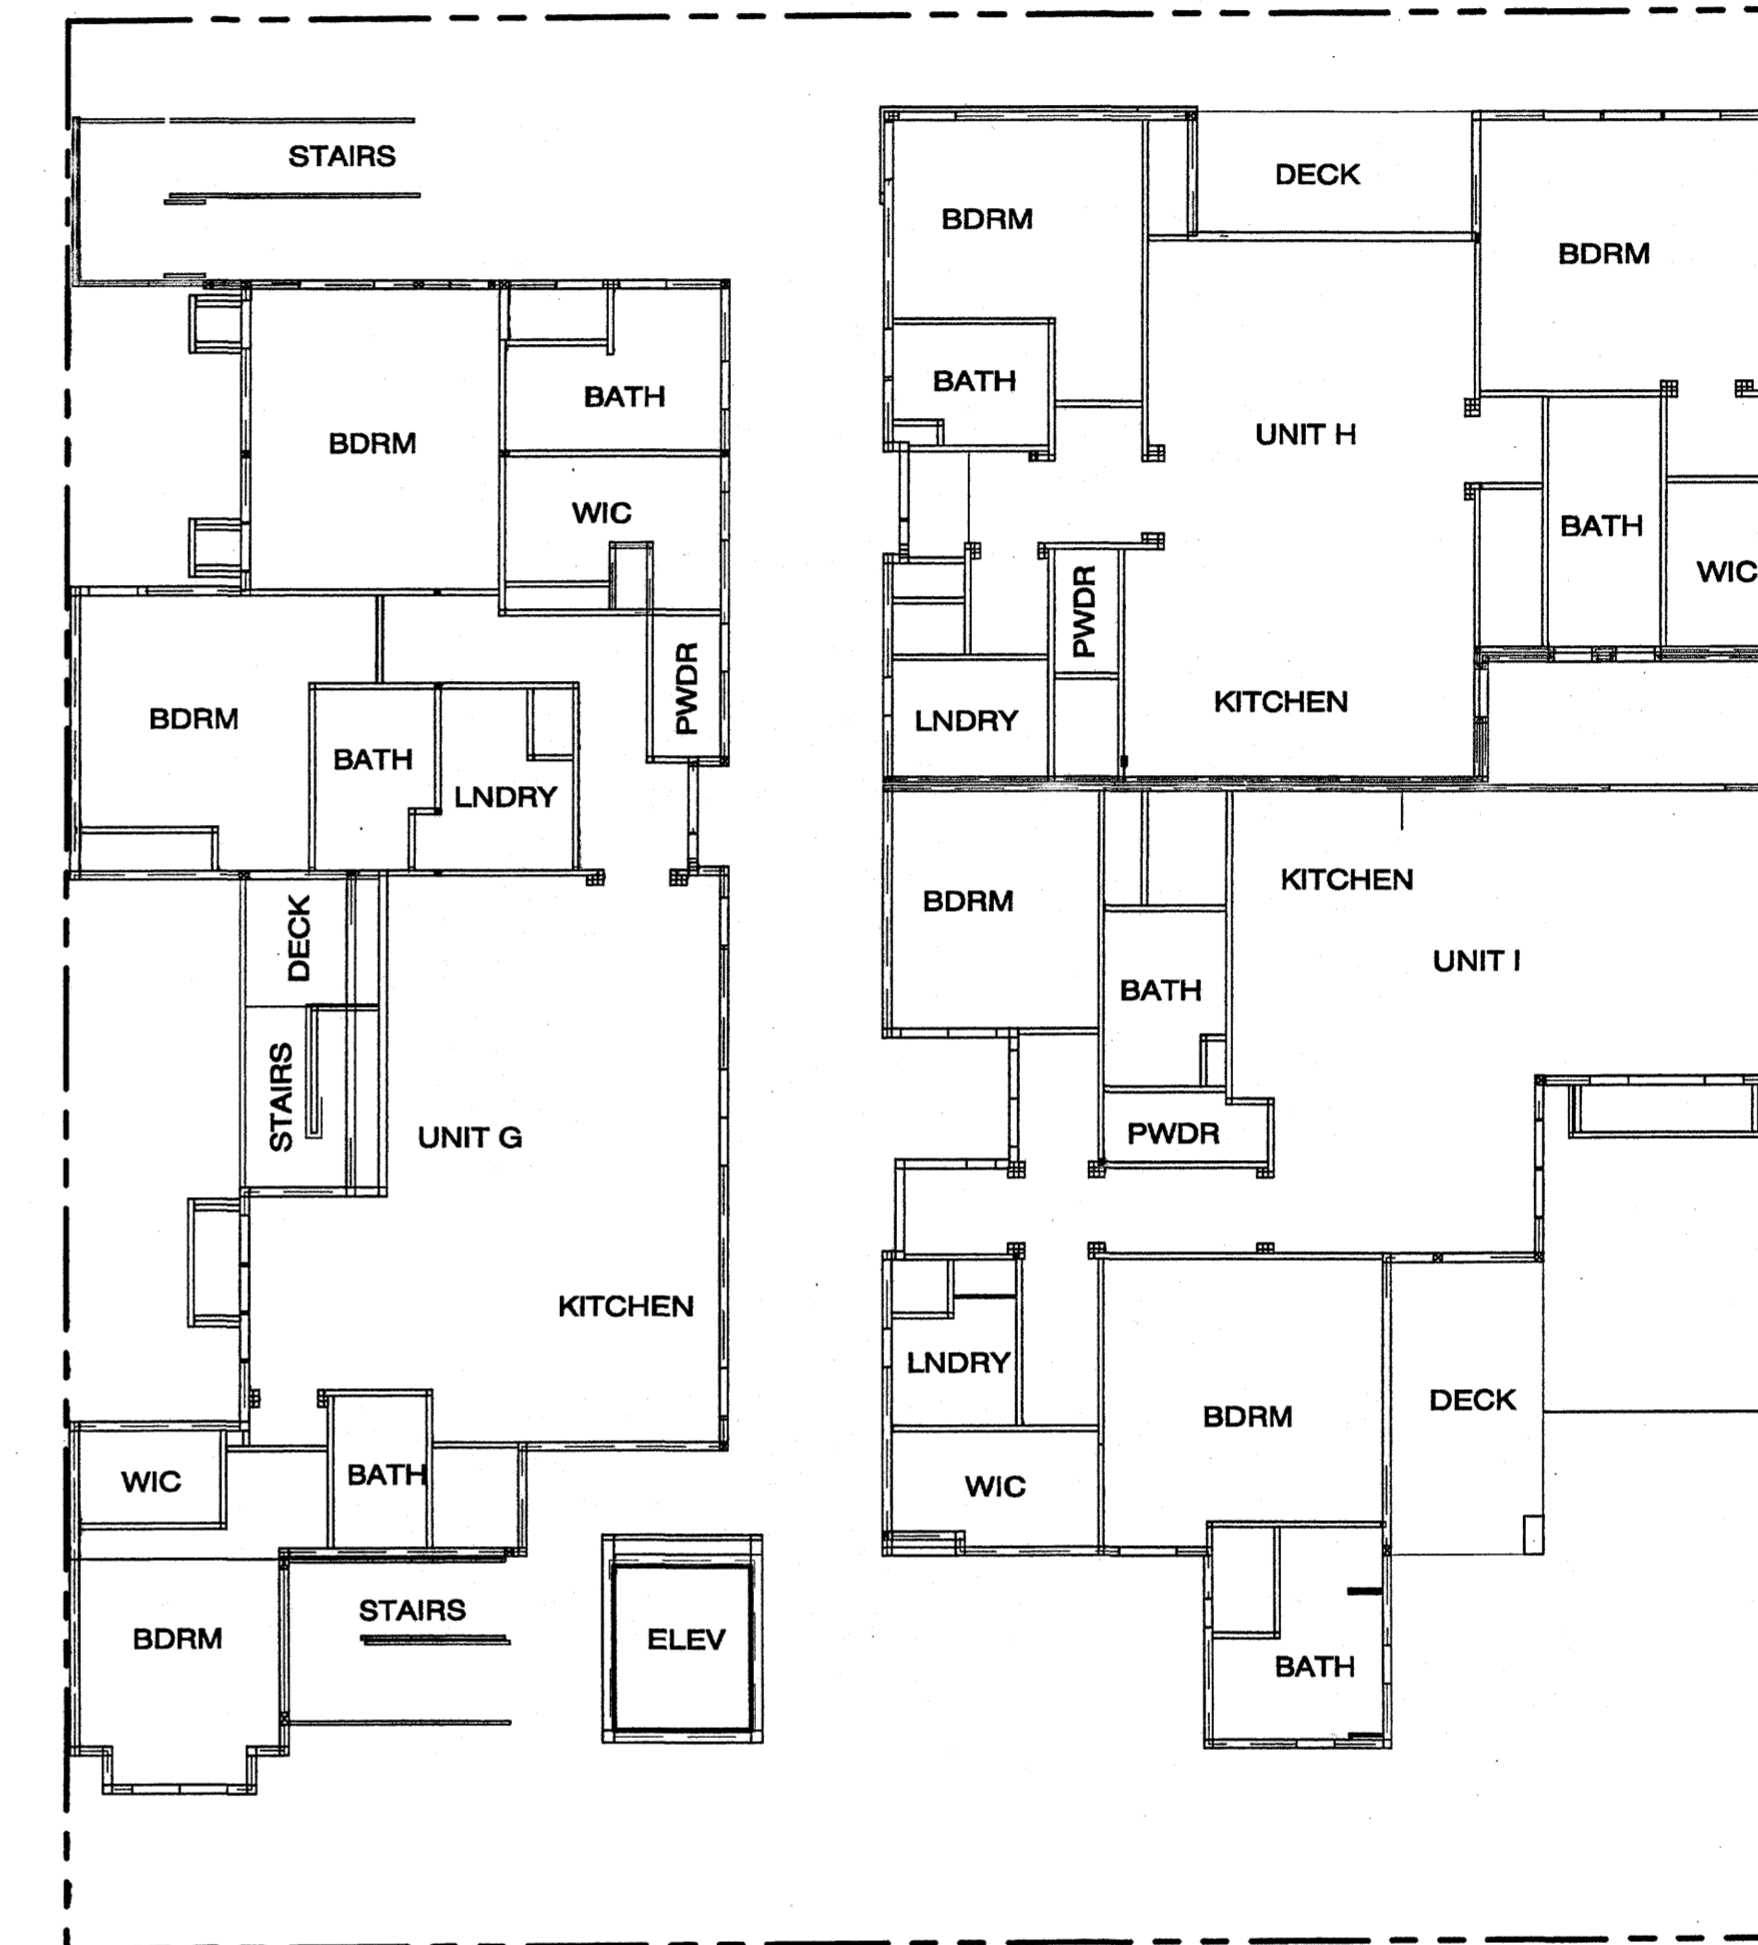 STAIRS
BDRM
BATH
WIC
BDRM
BATH
LNDRY
PWDR
DECK
STAIRS
UNIT G
KITCHEN
WIC
BATH
BDRM
STAIRS
ELEV
BDRM
DECK
BDRM
BATH
UNIT H
BATH
WIC
PWDR
LNDRY
KITCHEN
BDRM
KITCHEN
UNIT I
BATH
PWDR
LNDRY
BDRM
DECK
WIC
BATH